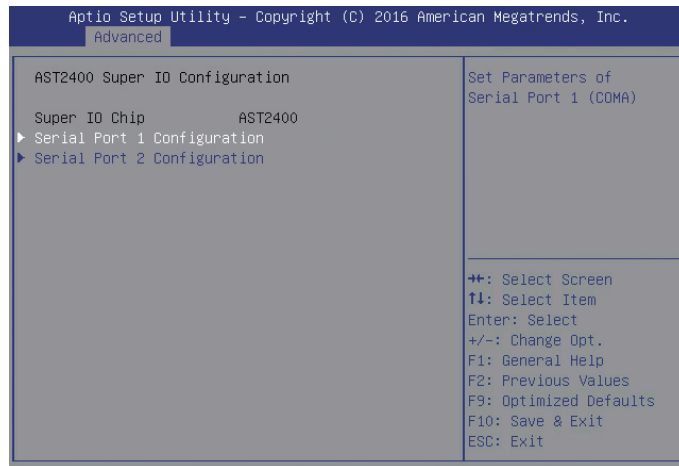 Aptio Setup Utility – Copyright (C) 2016 American Megatrends, Inc.
Advanced
AST2400 Super IO Configuration
Super IO Chip AST2400
Serial Port 1 Configuration
Serial Port 2 Configuration
Set Parameters of
Serial Port 1 (COMA)
→←: Select Screen
↑↓: Select Item
Enter: Select
+/-: Change Opt.
F1: General Help
F2: Previous Values
F9: Optimized Defaults
F10: Save & Exit
ESC: Exit